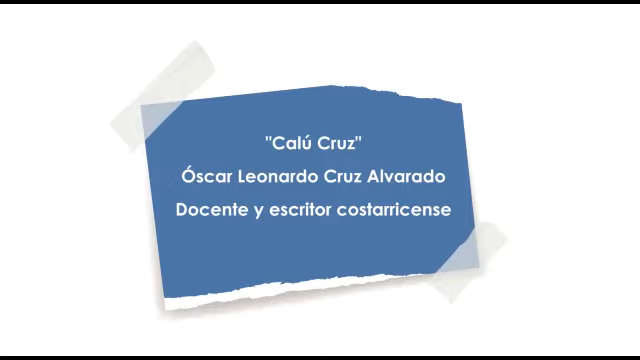 "Calú Cruz"
Óscar Leonardo Cruz Alvarado
Docente y escritor costarricense